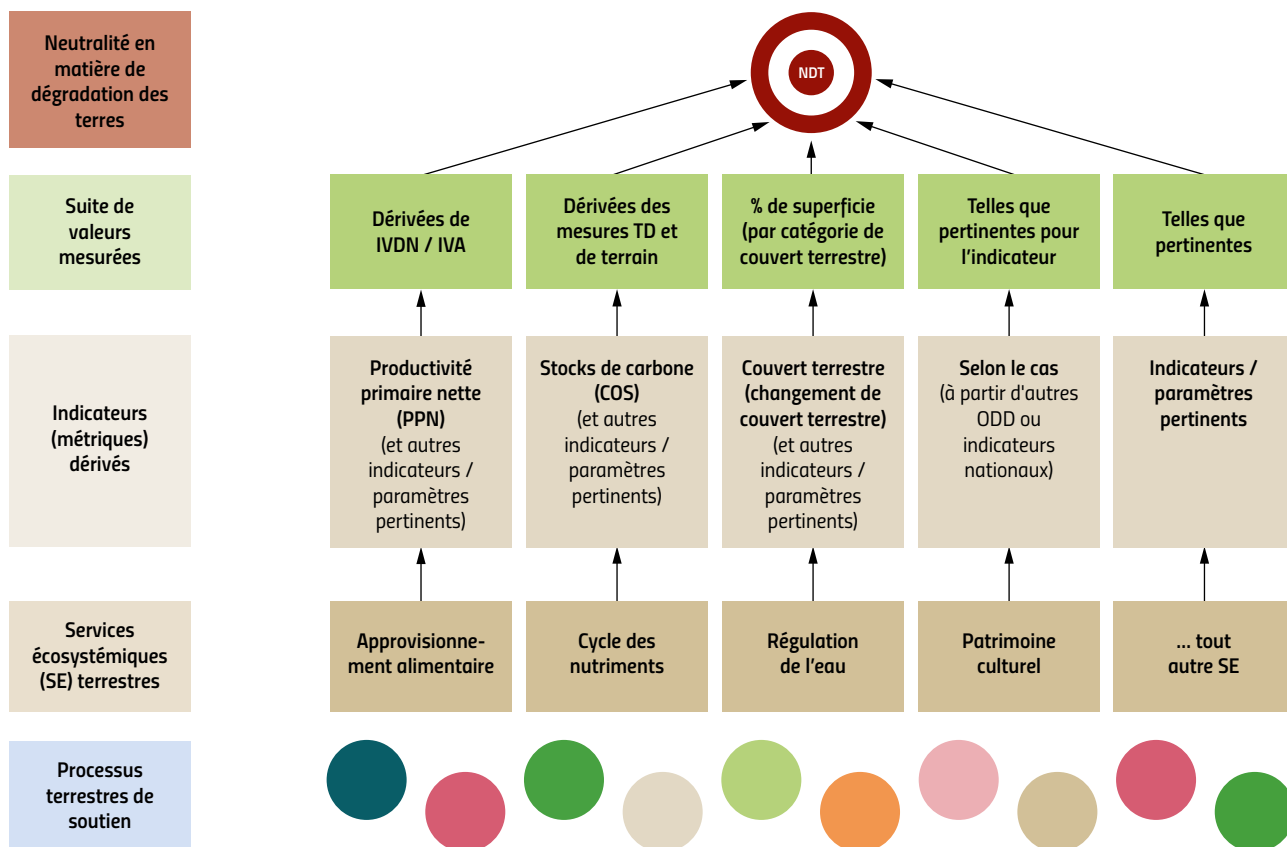 Neutralité en
matière de
dégradation des
terres
NDT
Suite de
valeurs
mesurées
Dérivées de
IVDN / IVA
Dérivées des
mesures TD et
de terrain
% de superficie
(par catégorie de
couvert terrestre)
Telles que
pertinentes pour
l'indicateur
Telles que
pertinentes
Indicateurs
(métriques)
dérivés
Productivité
primaire nette
(PPN)
(et autres
indicateurs /
paramètres
pertinents)
Stocks de carbone
(COS)
(et autres
indicateurs /
paramètres
pertinents)
Couvert terrestre
(changement de
couvert terrestre)
(et autres
indicateurs /
paramètres
pertinents)
Selon le cas
(à partir d'autres
ODD ou
indicateurs
nationaux)
Indicateurs /
paramètres
pertinents
Services
écosystémiques
(SE) terrestres
Approvisionne-
ment alimentaire
Cycle des
nutriments
Régulation
de l'eau
Patrimoine
culturel
... tout
autre SE
Processus
terrestres de
soutien